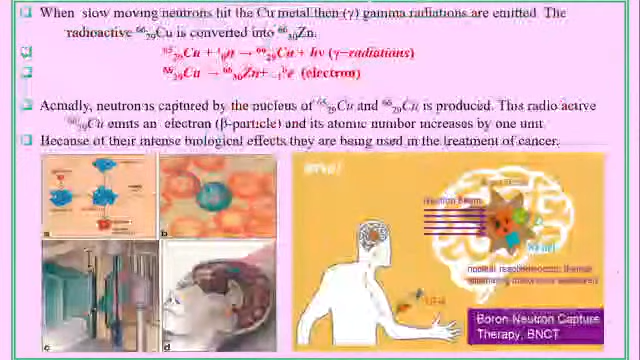 When slow moving neutrons hit the Cu metal then (γ) gamma radiations are emitted. The
radioactive ⁶⁶₂₉Cu is converted into ⁶⁶₃₀Zn.
⁶⁵₂₉Cu + ¹₀n → ⁶⁶₂₉Cu + hν (γ–radiations)
⁶⁶₂₉Cu → ⁶⁶₃₀Zn + ₋₁⁰e (electron)
Actually, neutron is captured by the nucleus of ⁶⁵₂₉Cu and ⁶⁶₂₉Cu is produced. This radio active
⁶⁶₂₉Cu emits an electron (β-particle) and its atomic number increases by one unit
Because of their intense biological effects they are being used in the treatment of cancer.
a
b
c
d
neutron beam
Boron Neutron Capture
Therapy, BNCT